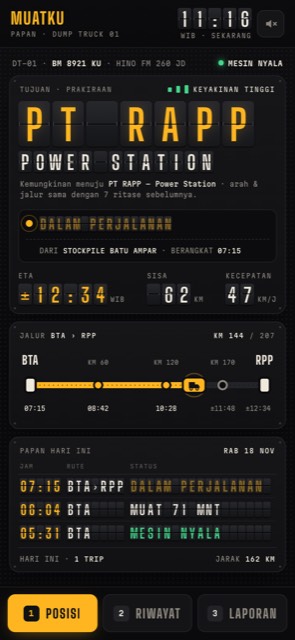 MUATKU
PAPAN · DUMP TRUCK 01
11:16
WIB · SEKARANG
DT-01 · BM 8921 KU · HINO FM 260 JD
MESIN NYALA
TUJUAN · PRAKIRAAN
KEYAKINAN TINGGI
PT RAPP
POWER STATION
Kemungkinan menuju PT RAPP — Power Station · arah &
jalur sama dengan 7 ritase sebelumnya.
DALAM PERJALANAN
DARI STOCKPILE BATU AMPAR · BERANGKAT 07:15
ETA
SISA
KECEPATAN
±12:34 WIB
62 KM
47 KM/J
JALUR BTA › RPP
KM 144 / 207
BTA
KM 60
KM 120
KM 170
RPP
07:15
08:42
10:28
±11:48
±12:34
PAPAN HARI INI
RAB 18 NOV
JAM
RUTE
STATUS
07:15 BTA›RPP DALAM PERJALANAN
06:04 BTA MUAT 71 MNT
05:31 BTA MESIN NYALA
HARI INI · 1 TRIP
JARAK 162 KM
1 POSISI
2 RIWAYAT
3 LAPORAN